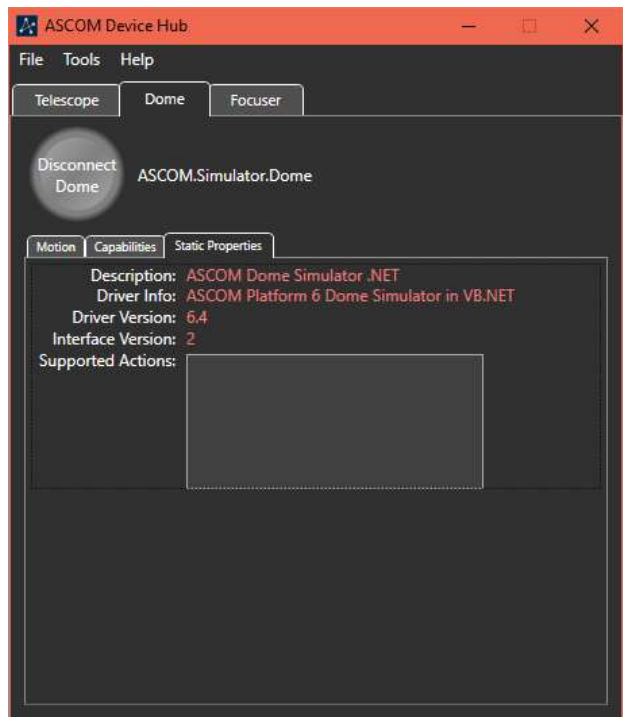 ASCOM Device Hub
File Tools Help
Telescope Dome Focuser
Disconnect
Dome
ASCOM.Simulator.Dome
Motion Capabilities Static Properties
Description: ASCOM Dome Simulator .NET
Driver Info: ASCOM Platform 6 Dome Simulator in VB.NET
Driver Version: 6.4
Interface Version: 2
Supported Actions: